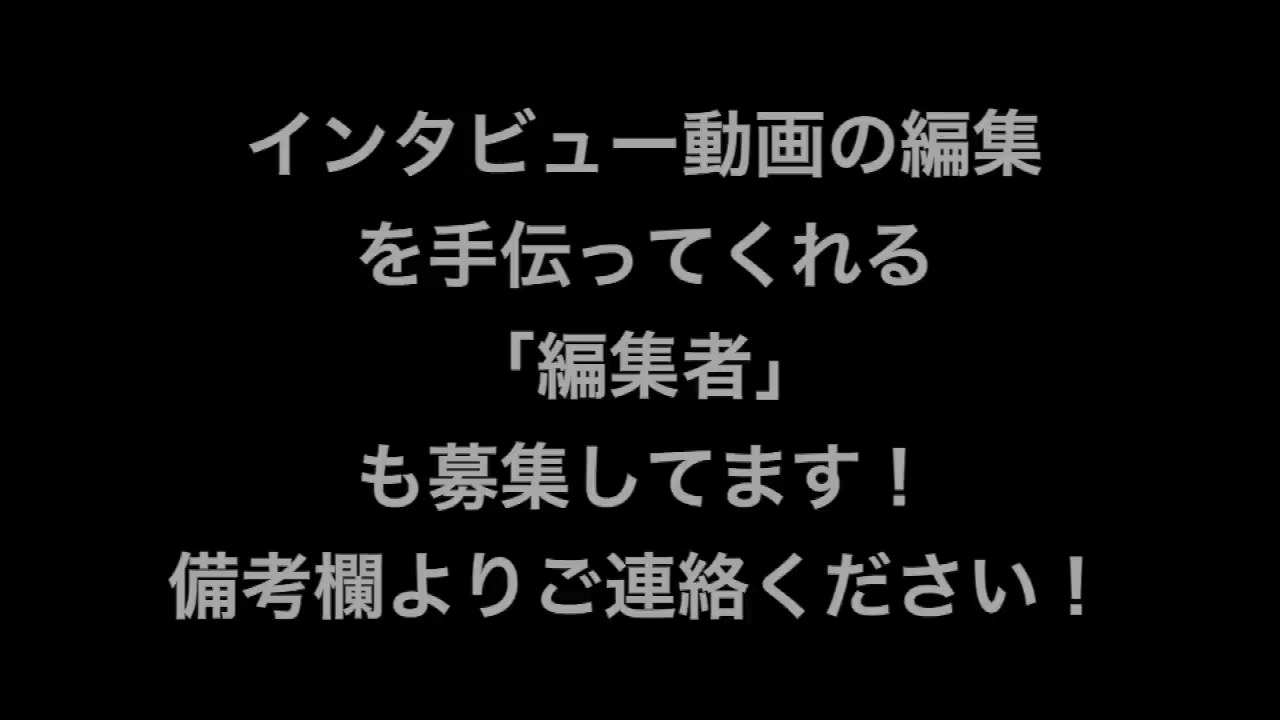 インタビュー動画の編集
を手伝ってくれる
「編集者」
も募集してます！
備考欄よりご連絡ください！